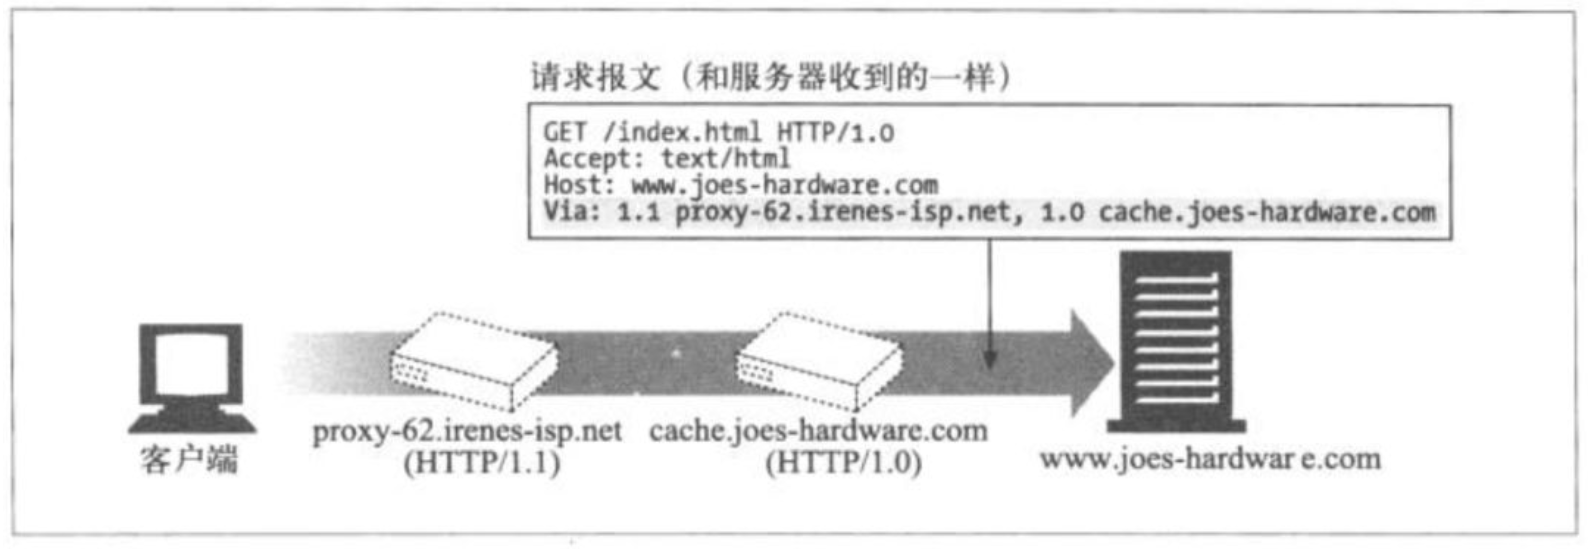 请求报文（和服务器收到的一样）
GET /index.html HTTP/1.0
Accept: text/html
Host: www.joes-hardware.com
Via: 1.1 proxy-62.irenes-isp.net, 1.0 cache.joes-hardware.com
客户端
proxy-62.irenes-isp.net
(HTTP/1.1)
cache.joes-hardware.com
(HTTP/1.0)
www.joes-hardwar e.com